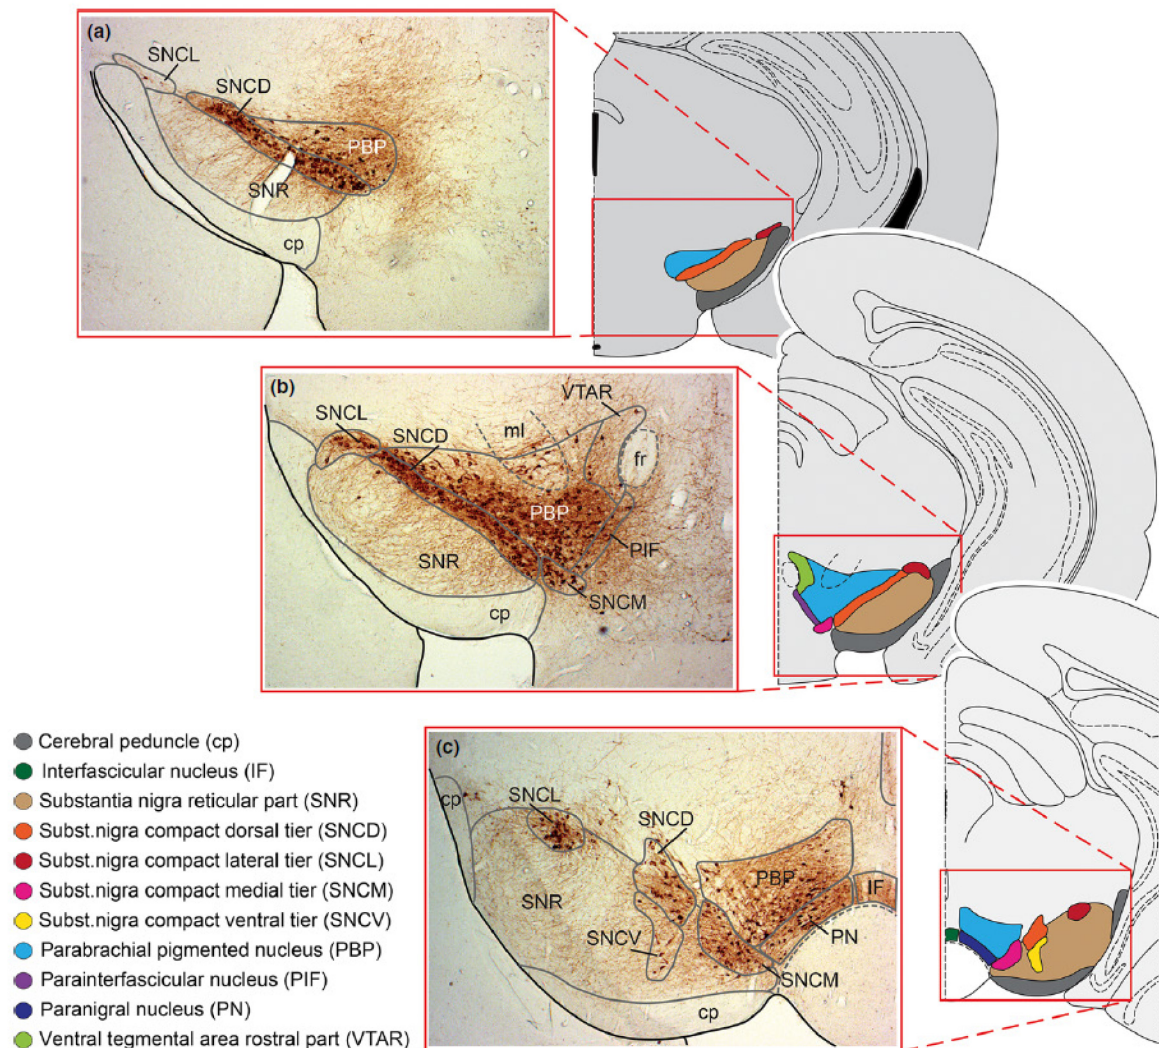 (a)
SNCL
SNCD
PBP
SNR
cp
(b)
VTAR
SNCL
SNCD
ml
fr
PBP
SNR
PIF
SNCM
cp
(c)
cp
SNCL
SNCD
PBP
IF
SNR
SNCV
PN
SNCM
cp
Cerebral peduncle (cp)
Interfascicular nucleus (IF)
Substantia nigra reticular part (SNR)
Subst.nigra compact dorsal tier (SNCD)
Subst.nigra compact lateral tier (SNCL)
Subst.nigra compact medial tier (SNCM)
Subst.nigra compact ventral tier (SNCV)
Parabrachial pigmented nucleus (PBP)
Parainterfascicular nucleus (PIF)
Paranigral nucleus (PN)
Ventral tegmental area rostral part (VTAR)